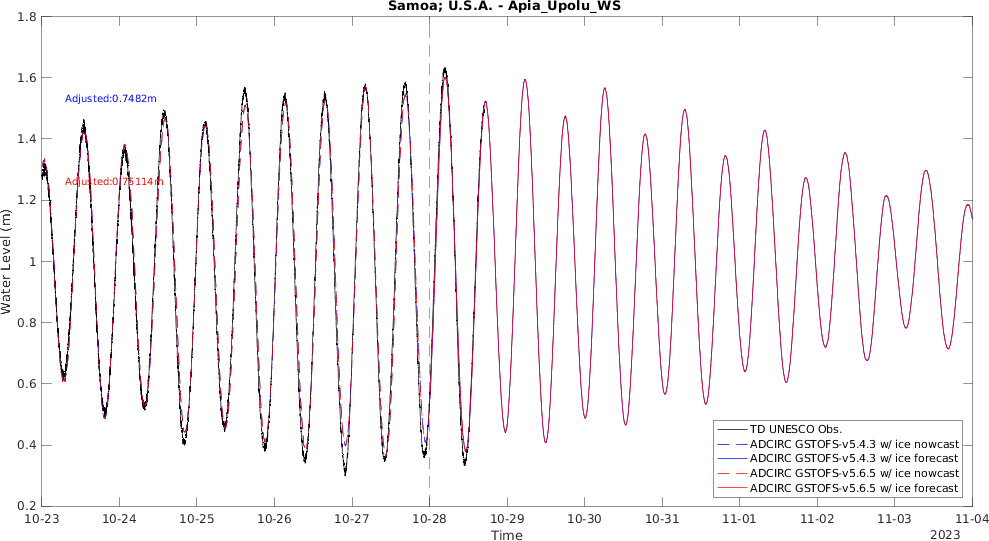 Samoa; U.S.A. - Apia_Upolu_WS
1.8
1.6
1.4
1.2
1
0.8
0.6
0.4
0.2
Water Level (m)
Adjusted:0.7482m
Adjusted:0.75114m
TD UNESCO Obs.
ADCIRC GSTOFS-v5.4.3 w/ ice nowcast
ADCIRC GSTOFS-v5.4.3 w/ ice forecast
ADCIRC GSTOFS-v5.6.5 w/ ice nowcast
ADCIRC GSTOFS-v5.6.5 w/ ice forecast
10-23 10-24 10-25 10-26 10-27 10-28 10-29 10-30 10-31 11-01 11-02 11-03 11-04
Time
2023